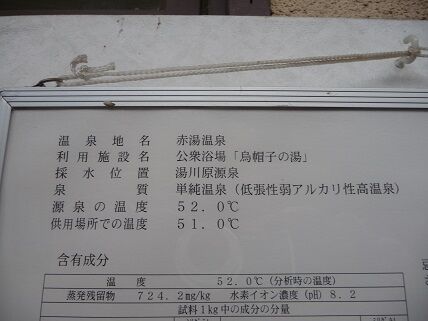 温泉地名 赤湯温泉
利用施設名 公衆浴場「烏帽子の湯」
採水位置 湯川原源泉
泉質 単純温泉（低張性弱アルカリ性高温泉）
源泉の温度 52.0℃
供用場所での温度 51.0℃
含有成分
温度 52.0℃（分析時の温度）
蒸発残留物 724.2mg/kg 水素イオン濃度（pH）8.2
試料1kg中の成分の分量